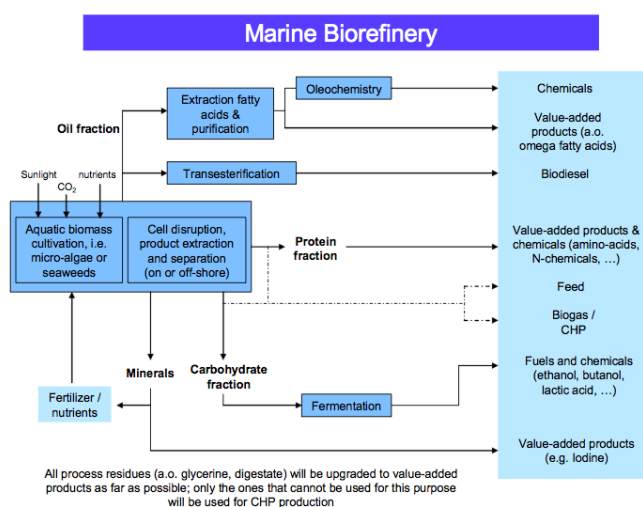 Marine Biorefinery
Oleochemistry
Chemicals
Extraction fatty
acids &
purification
Oil fraction
Value-added
products (a.o.
omega fatty acids)
Sunlight
CO2
nutrients
Transesterification
Biodiesel
Aquatic biomass
cultivation, i.e.
micro-algae or
seaweeds
Cell disruption,
product extraction
and separation
(on or off-shore)
Protein
fraction
Value-added products &
chemicals (amino-acids,
N-chemicals, ...)
Feed
Biogas /
CHP
Minerals
Carbohydrate
fraction
Fuels and chemicals
(ethanol, butanol,
lactic acid, ...)
Fertilizer /
nutrients
Fermentation
Value-added products
(e.g. Iodine)
All process residues (a.o. glycerine, digestate) will be upgraded to value-added
products as far as possible; only the ones that cannot be used for this purpose
will be used for CHP production